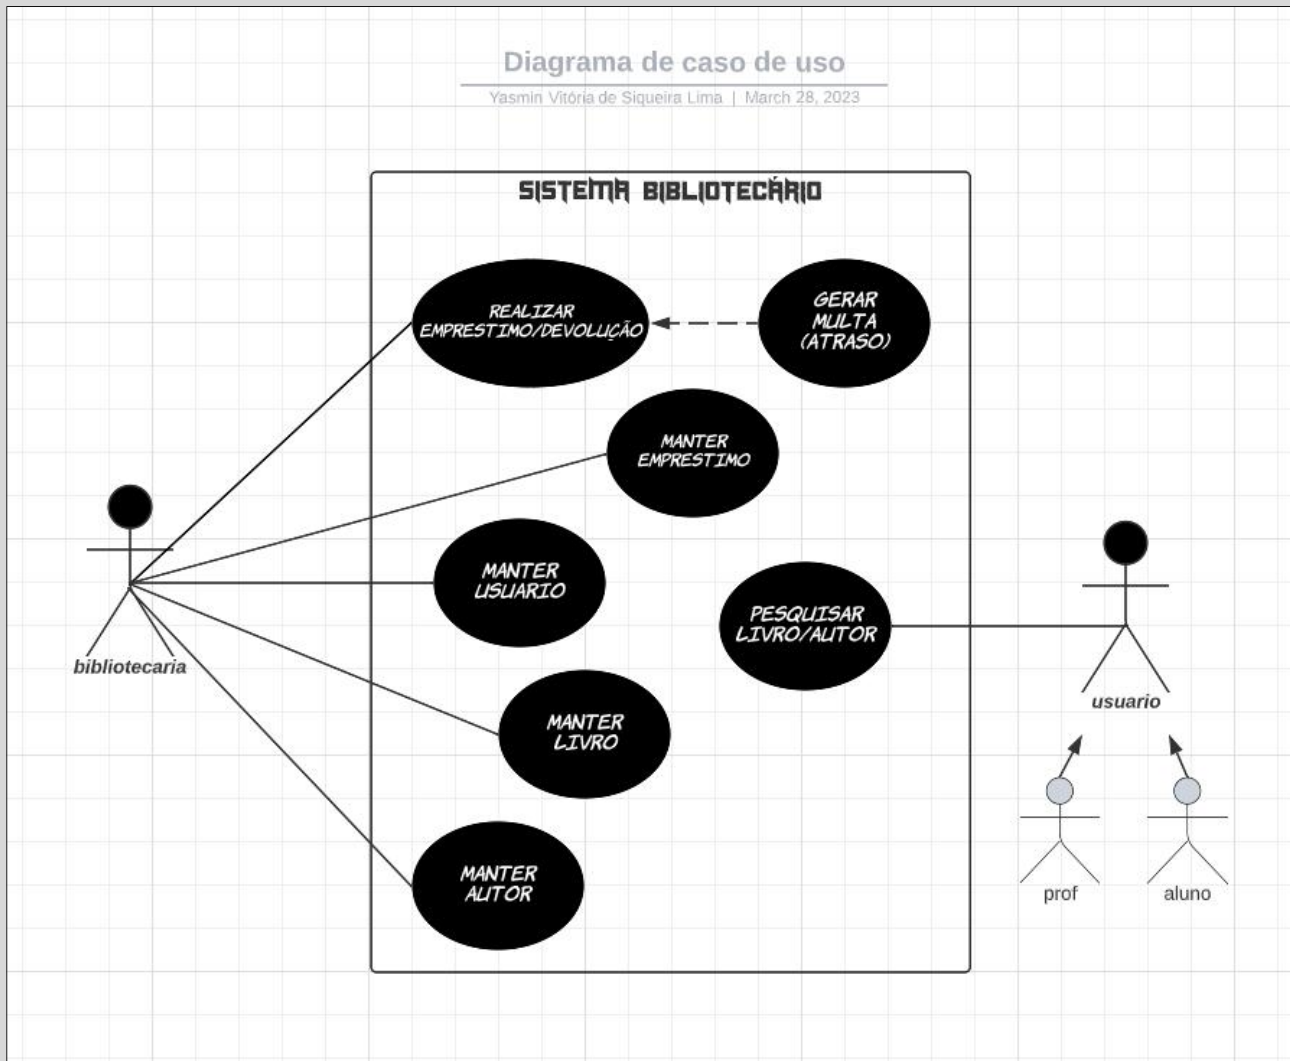 Diagrama de caso de uso
Yasmin Vitória de Siqueira Lima | March 28, 2023
SISTEMA BIBLIOTECÁRIO
REALIZAR
EMPRESTIMO/DEVOLUÇÃO
GERAR
MULTA
(ATRASO)
MANTER
EMPRESTIMO
MANTER
USUARIO
PESQUISAR
LIVRO/AUTOR
bibliotecaria
usuario
MANTER
LIVRO
MANTER
AUTOR
prof
aluno